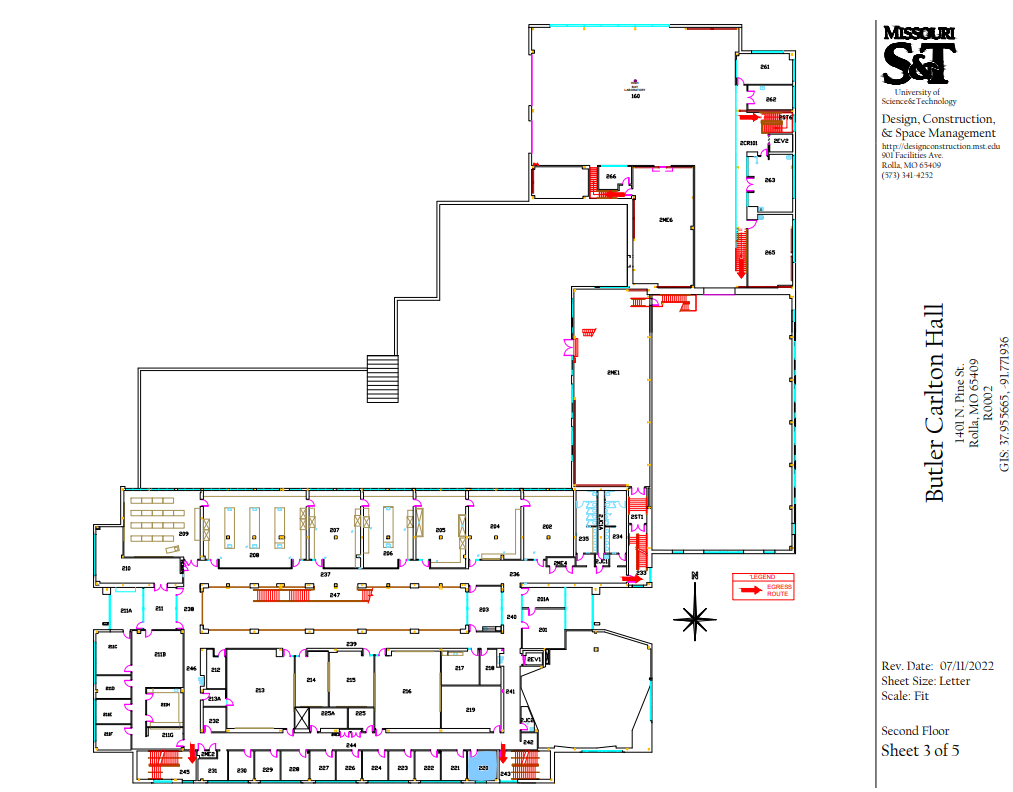 MISSOURI
S&T
University of
Science&Technology
Design, Construction,
& Space Management
http://designconstruction.mst.edu
901 Facilities Ave.
Rolla, MO 65409
(573) 341-4252
Butler Carlton Hall
1401 N. Pine St.
Rolla, MO 65409
R0002
GIS: 37.955665, -91.771936
Rev. Date: 07/11/2022
Sheet Size: Letter
Scale: Fit
Second Floor
Sheet 3 of 5
LEGEND
EGRESS
ROUTE
N
LABORATORY
160
261
262
2ST4
2EV2
2CR101
263
266
2ME6
265
2ME1
209
208
207
206
205
204
202
235
234
2ST1
210
2ME4
2JC1
233
237
236
247
211A
211
238
203
240
201A
201
239
211C
211B
246
212
213
214
215
216
217
218
2EV1
211D
213A
241
211E
211H
232
225A
225
219
2JC2
211F
211G
242
244
2ME2
245
231
230
229
228
227
226
224
223
222
221
220
243